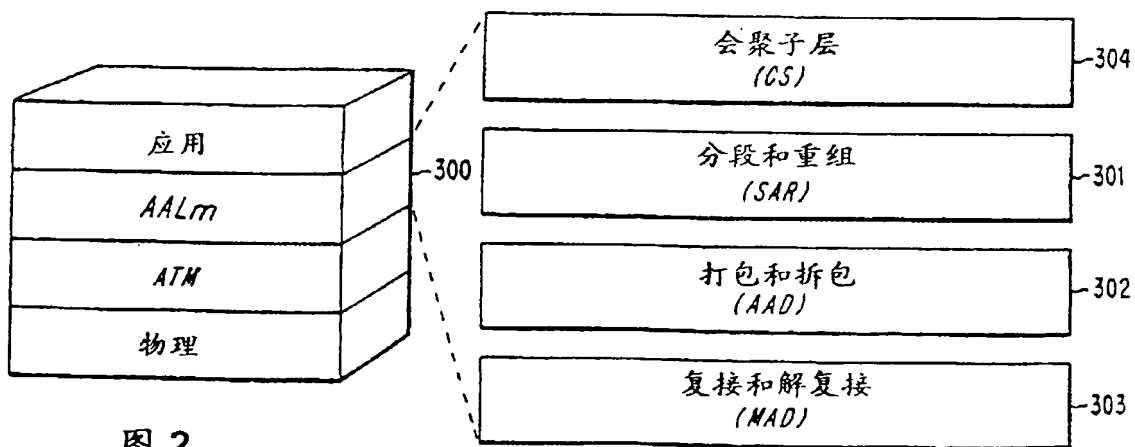 应用
AALm
ATM
物理
300
会聚子层
(CS)
304
分段和重组
(SAR)
301
打包和拆包
(AAD)
302
复接和解复接
(MAD)
303
图 2